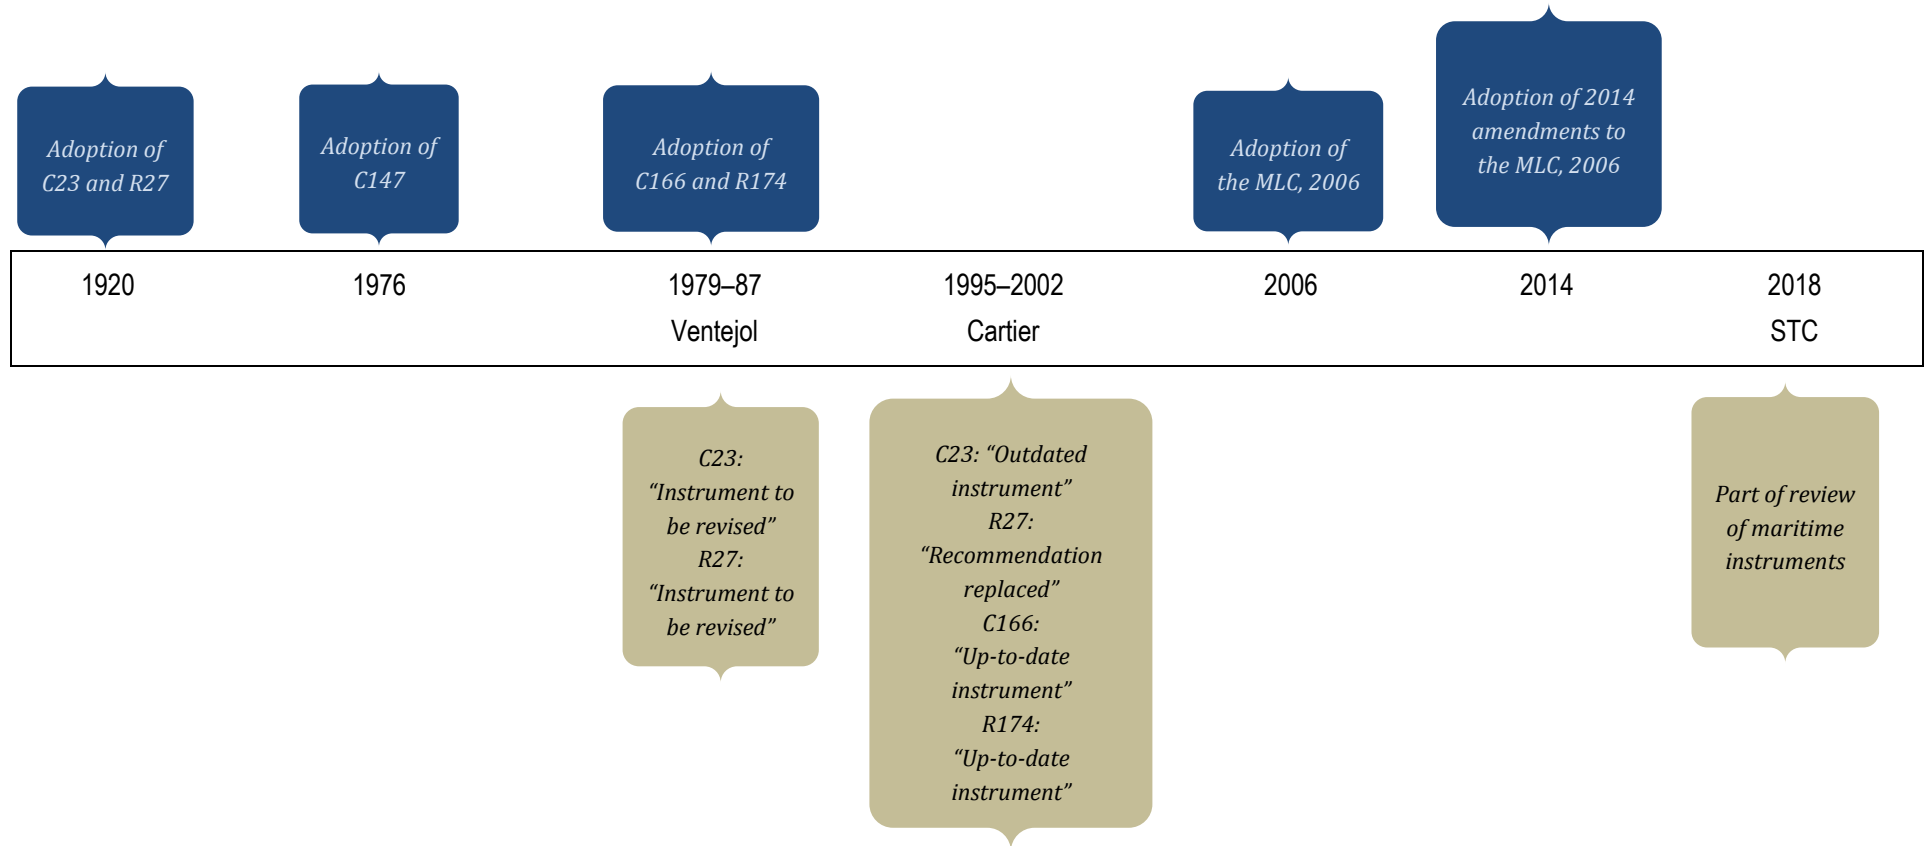 Adoption of
C23 and R27
Adoption of
C147
Adoption of
C166 and R174
Adoption of
the MLC, 2006
Adoption of 2014
amendments to
the MLC, 2006
1920
1976
1979–87
Ventejol
1995–2002
Cartier
2006
2014
2018
STC
C23:
“Instrument to
be revised”
R27:
“Instrument to
be revised”
C23: “Outdated
instrument”
R27:
“Recommendation
replaced”
C166:
“Up-to-date
instrument”
R174:
“Up-to-date
instrument”
Part of review
of maritime
instruments